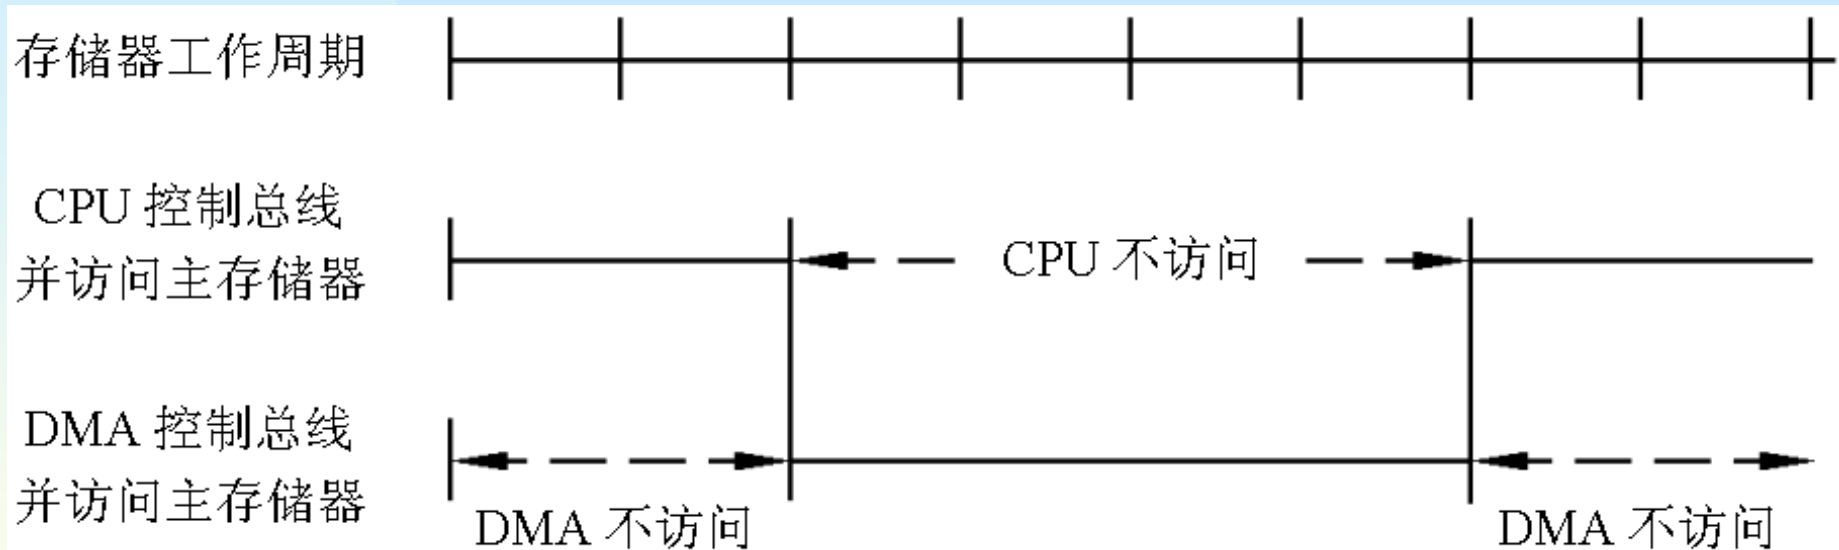 存储器工作周期
CPU 控制总线
并访问主存储器
CPU 不访问
DMA 控制总线
并访问主存储器
DMA 不访问
DMA 不访问